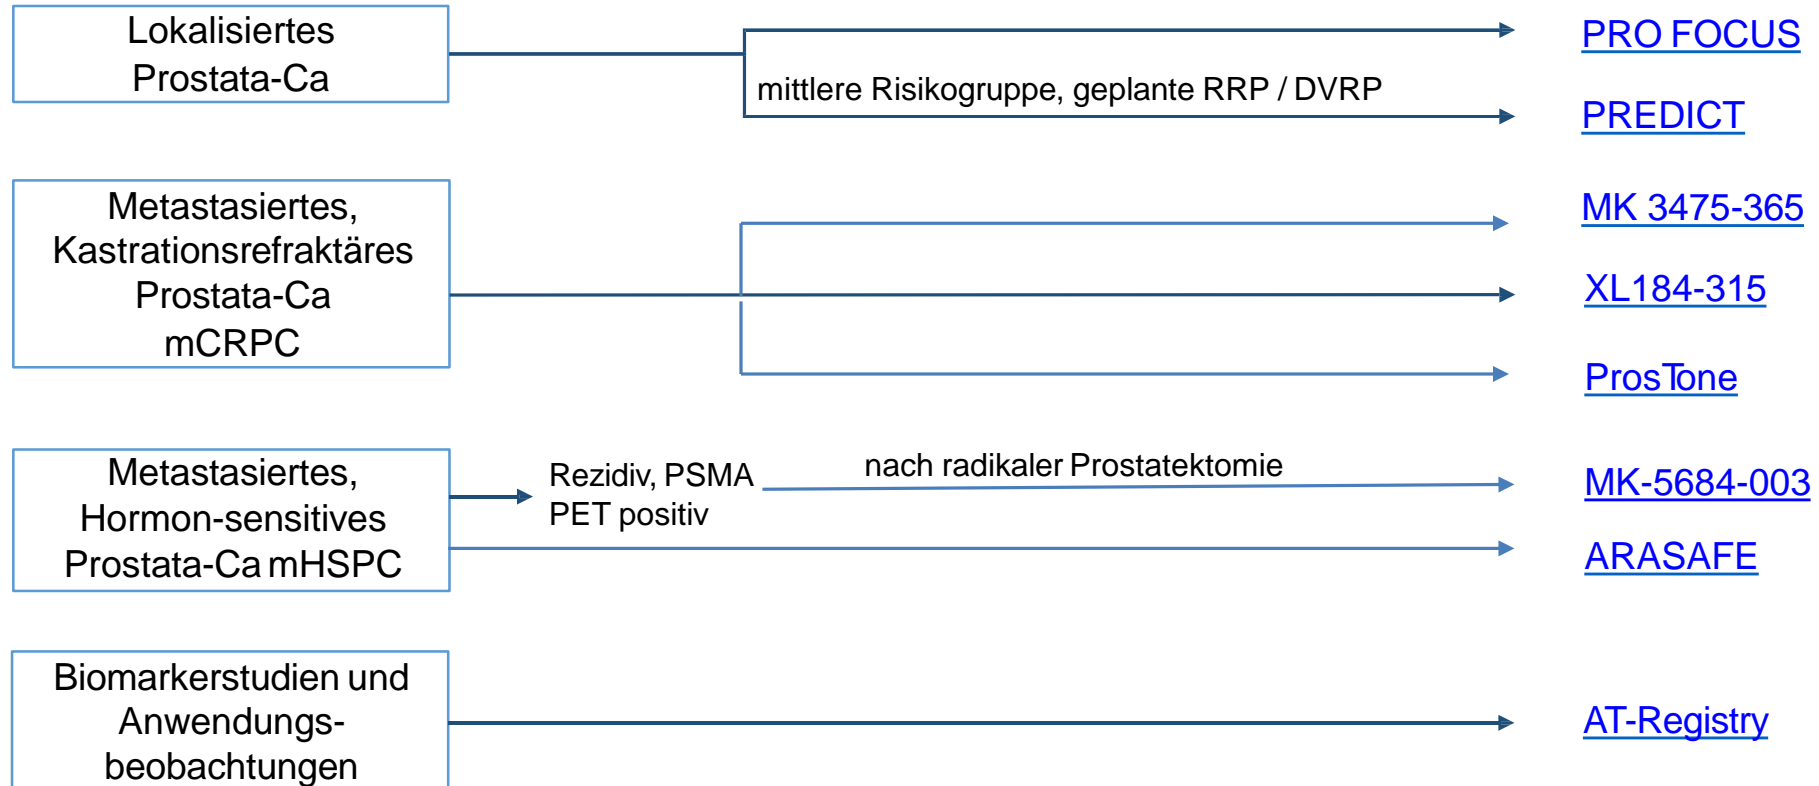 Lokalisiertes
Prostata-Ca
PRO FOCUS
mittlere Risikogruppe, geplante RRP / DVRP
PREDICT
Metastasiertes,
Kastrationsrefraktäres
Prostata-Ca
mCRPC
MK 3475-365
XL184-315
ProsTone
Metastasiertes,
Hormon-sensitives
Prostata-Ca mHSPC
Rezidiv, PSMA
PET positiv
nach radikaler Prostatektomie
MK-5684-003
ARASAFE
Biomarkerstudien und
Anwendungs-
beobachtungen
AT-Registry